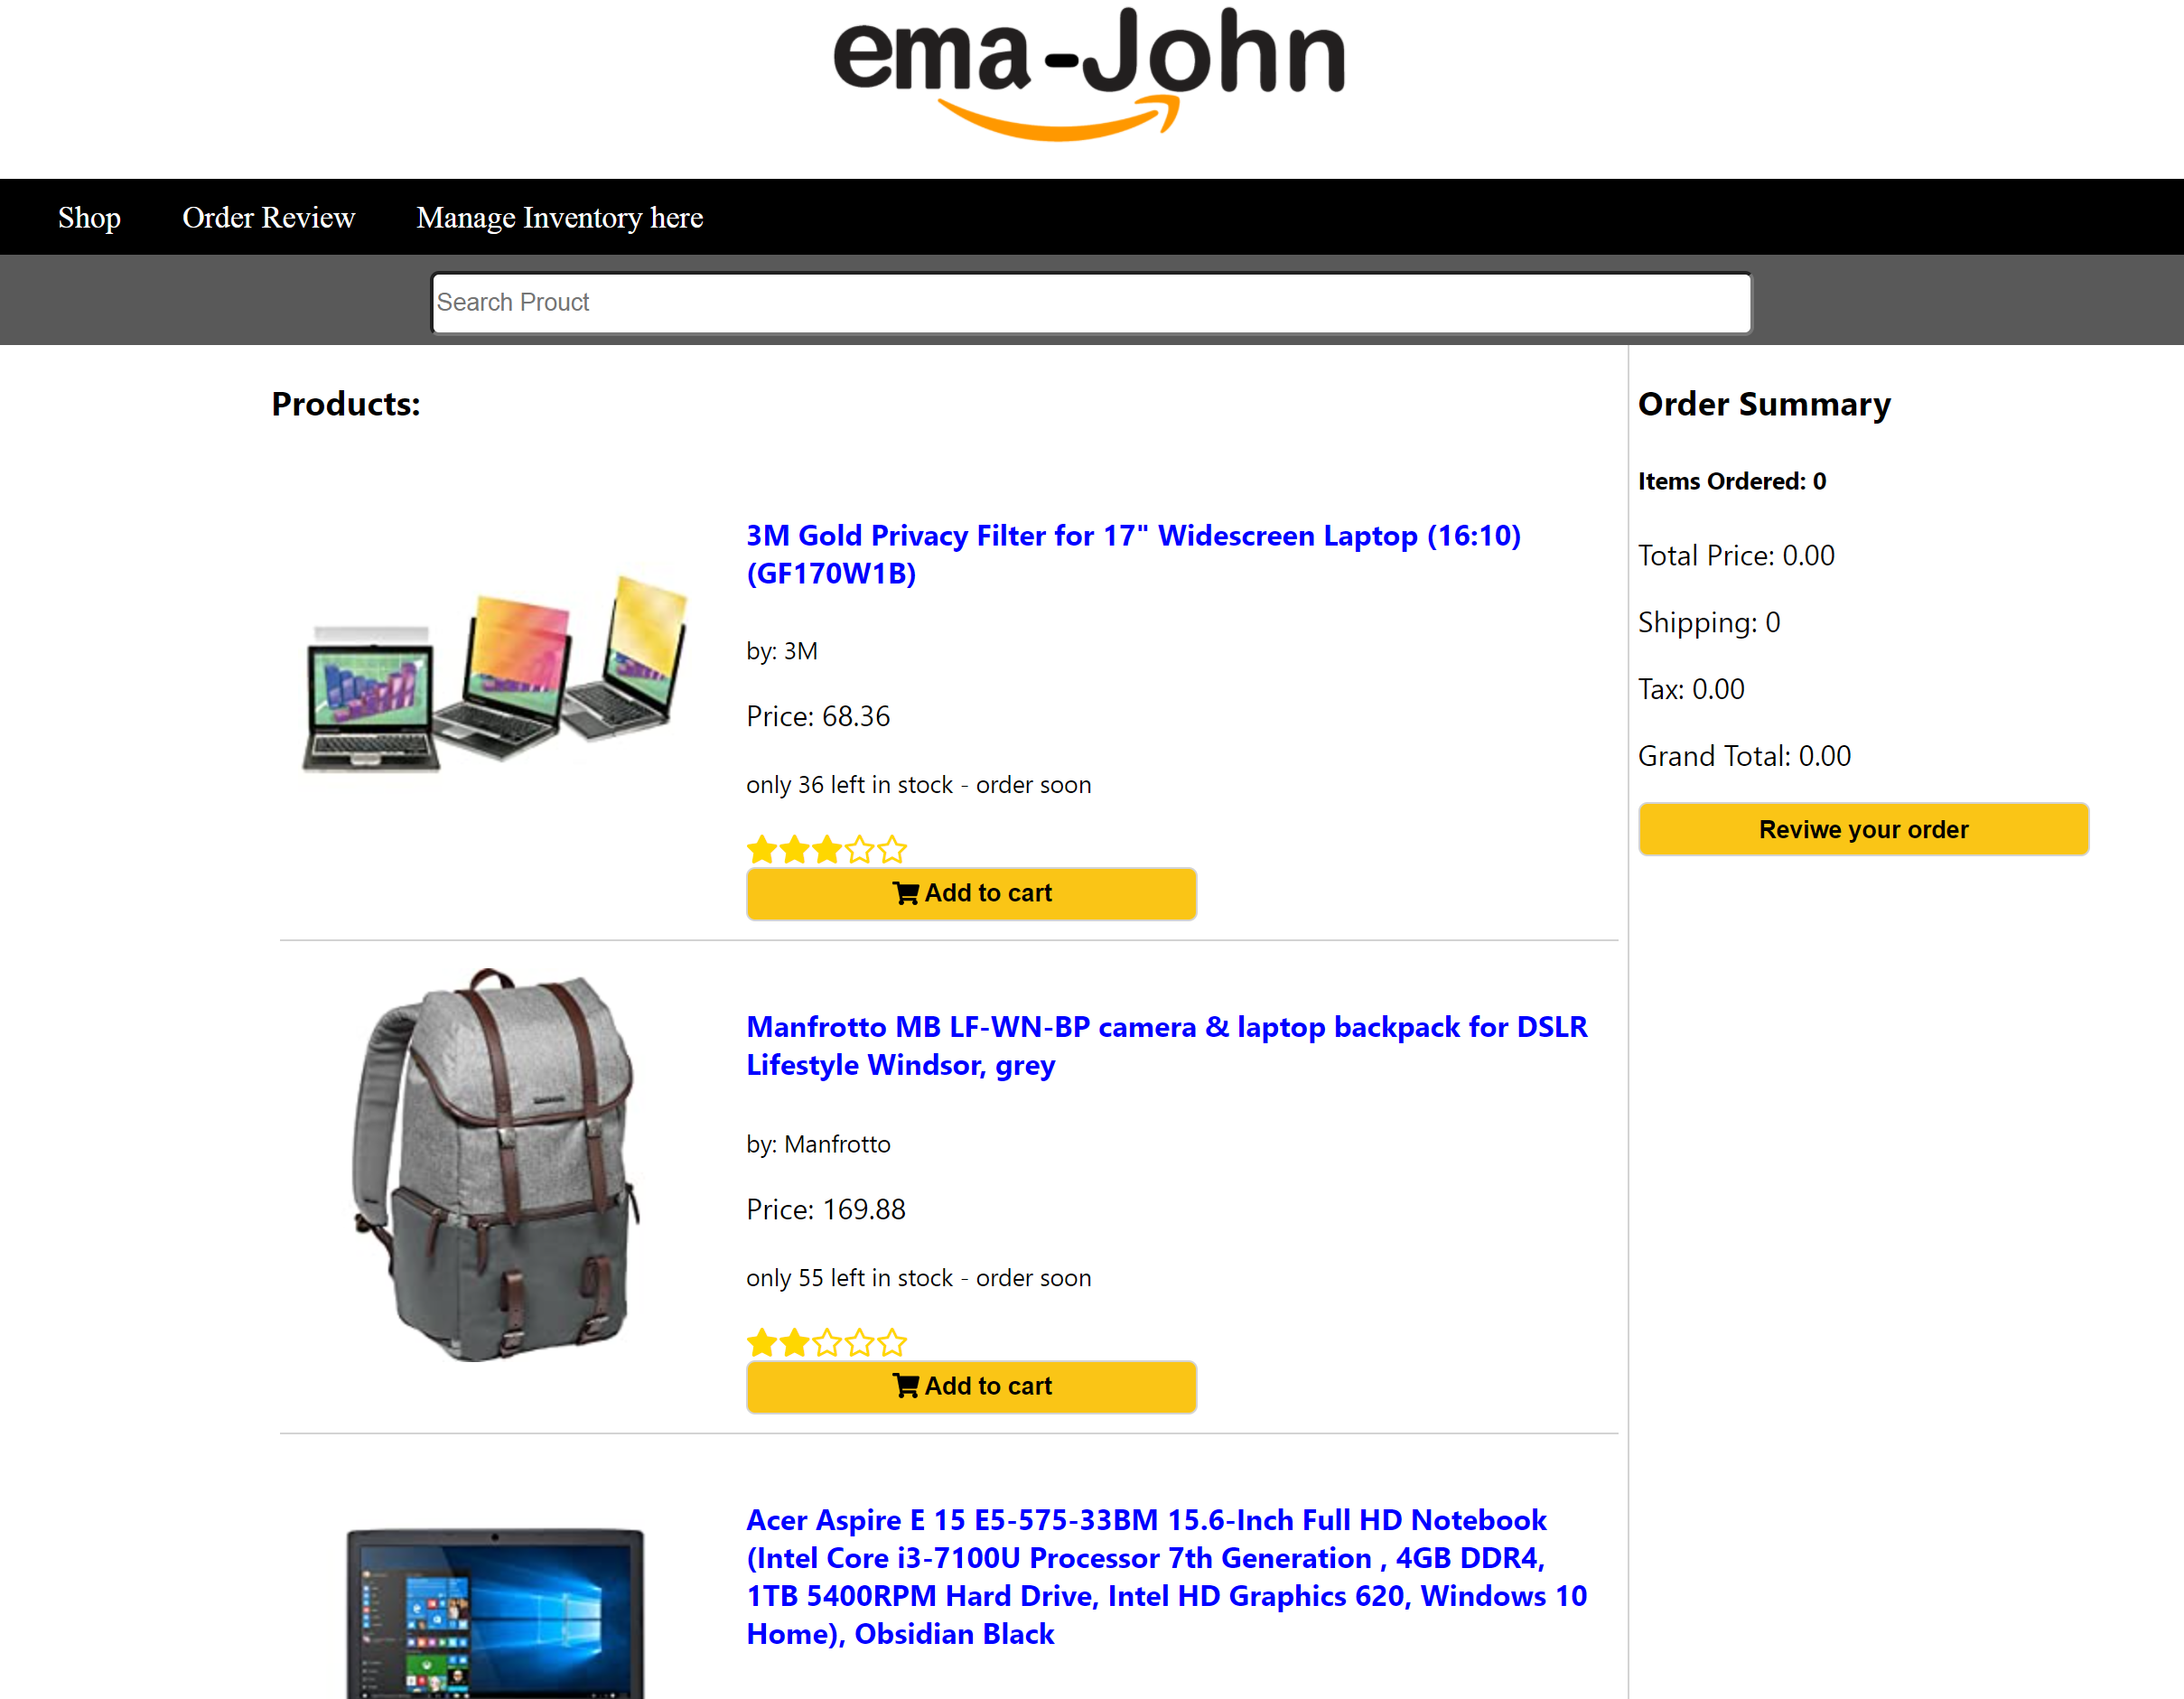 ema-John
Shop
Order Review
Manage Inventory here
Search Prouct
Products:
3M Gold Privacy Filter for 17" Widescreen Laptop (16:10)
(GF170W1B)
by: 3M
Price: 68.36
only 36 left in stock - order soon
Add to cart
Manfrotto MB LF-WN-BP camera & laptop backpack for DSLR
Lifestyle Windsor, grey
by: Manfrotto
Price: 169.88
only 55 left in stock - order soon
Add to cart
Acer Aspire E 15 E5-575-33BM 15.6-Inch Full HD Notebook
(Intel Core i3-7100U Processor 7th Generation , 4GB DDR4,
1TB 5400RPM Hard Drive, Intel HD Graphics 620, Windows 10
Home), Obsidian Black
Order Summary
Items Ordered: 0
Total Price: 0.00
Shipping: 0
Tax: 0.00
Grand Total: 0.00
Reviwe your order